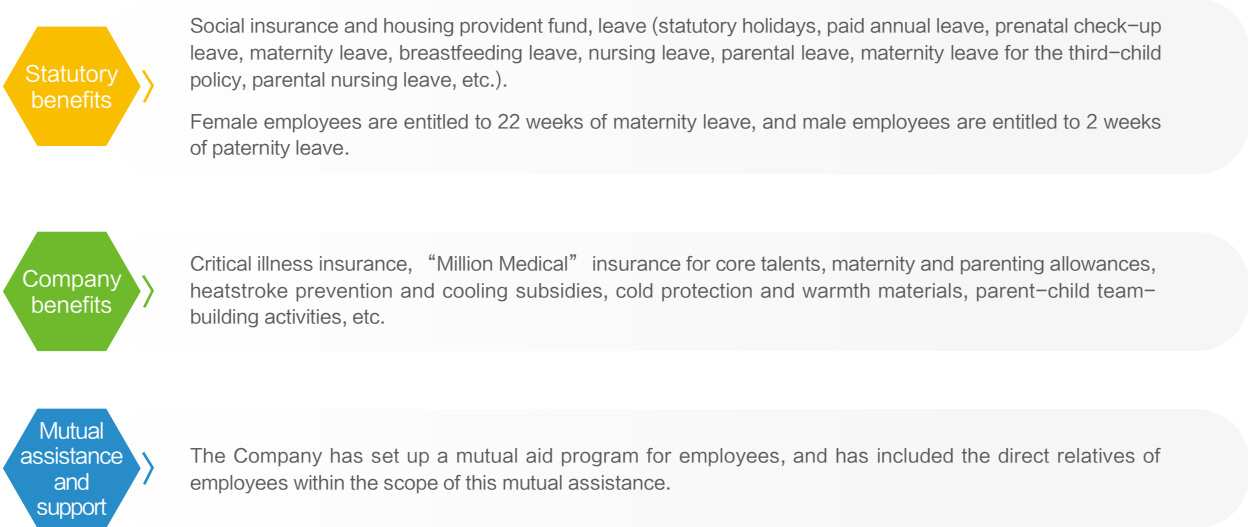 Statutory
benefits
Social insurance and housing provident fund, leave (statutory holidays, paid annual leave, prenatal check-up
leave, maternity leave, breastfeeding leave, nursing leave, parental leave, maternity leave for the third-child
policy, parental nursing leave, etc.).
Female employees are entitled to 22 weeks of maternity leave, and male employees are entitled to 2 weeks
of paternity leave.
Company
benefits
Critical illness insurance, “Million Medical” insurance for core talents, maternity and parenting allowances,
heatstroke prevention and cooling subsidies, cold protection and warmth materials, parent-child team-
building activities, etc.
Mutual
assistance
and
support
The Company has set up a mutual aid program for employees, and has included the direct relatives of
employees within the scope of this mutual assistance.